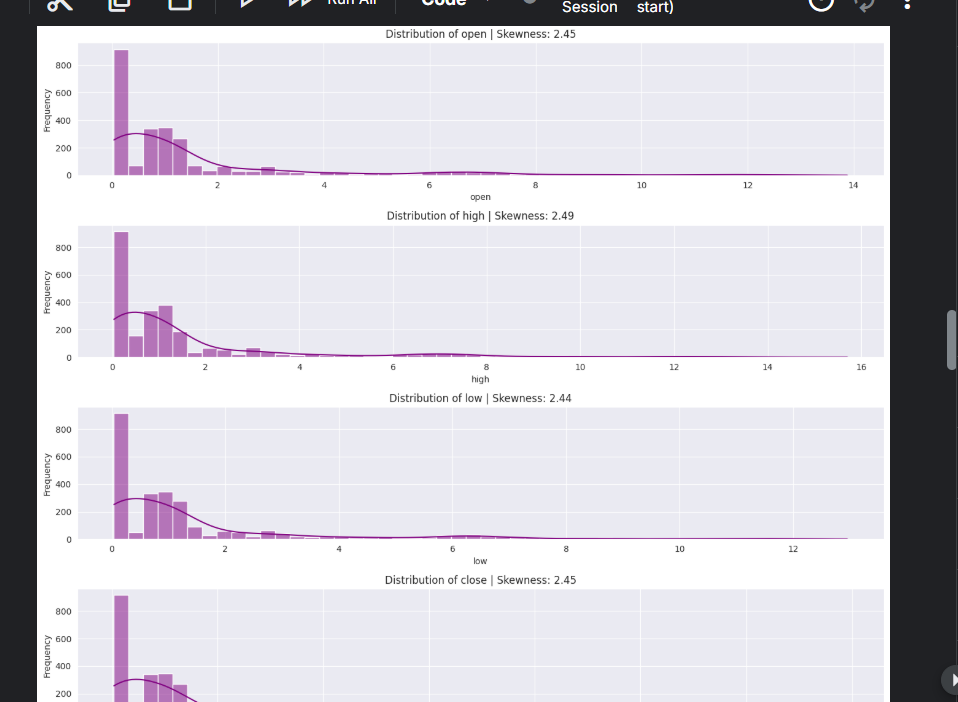 Run All
Code
Session
start)
Distribution of open | Skewness: 2.45
Frequency
800
600
400
200
0
0 2 4 6 8 10 12 14
open
Distribution of high | Skewness: 2.49
Frequency
800
600
400
200
0
0 2 4 6 8 10 12 14 16
high
Distribution of low | Skewness: 2.44
Frequency
800
600
400
200
0
0 2 4 6 8 10 12
low
Distribution of close | Skewness: 2.45
Frequency
800
600
400
200